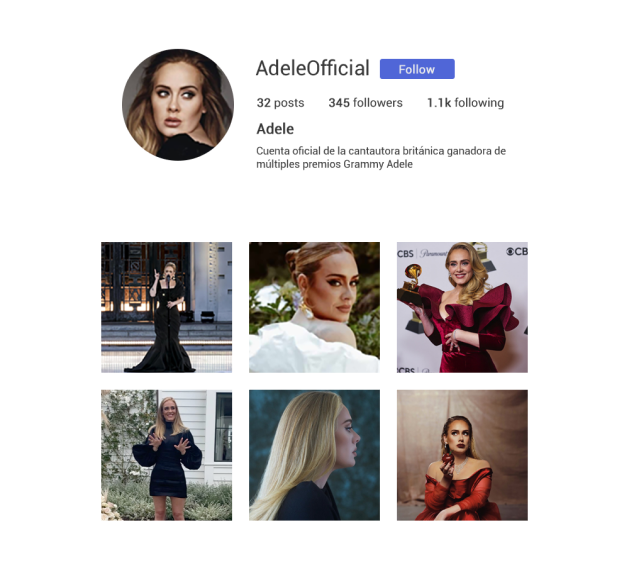 AdeleOfficial Follow
32 posts 345 followers 1.1k following
Adele
Cuenta oficial de la cantautora británica ganadora de
múltiples premios Grammy Adele
CBS Paramount CBS
CBS